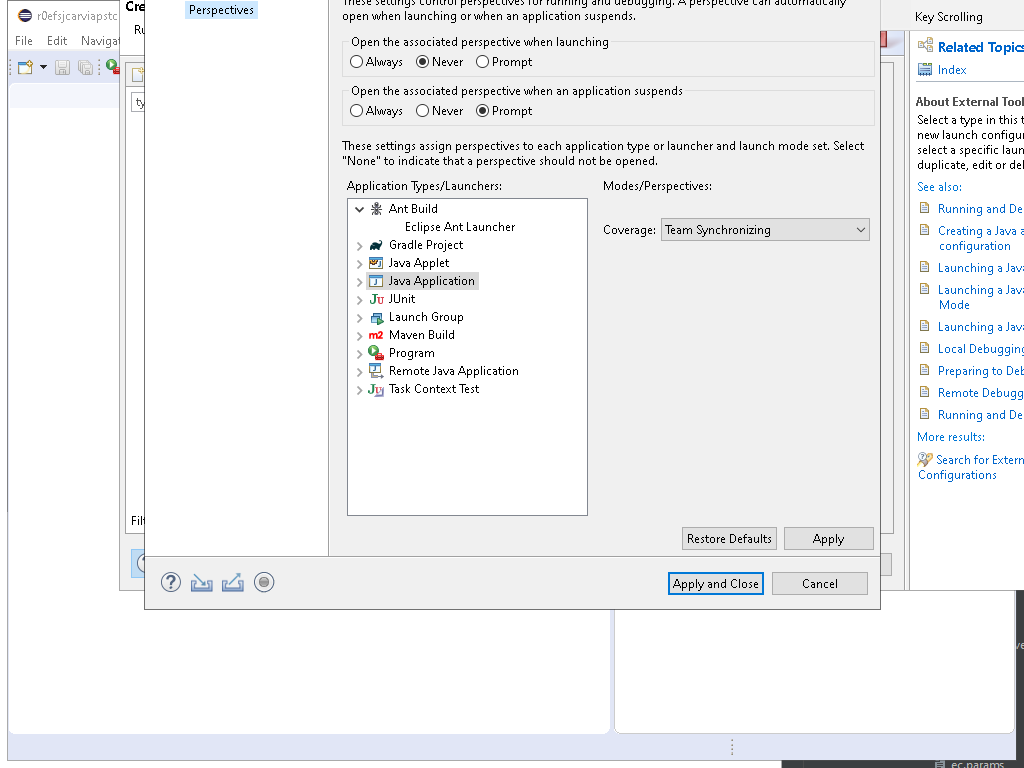 r0efsjcarviapstc
File Edit Navigat
Cre
Ru
ty
Filt
Perspectives
These settings control perspectives for running and debugging. A perspective can automatically
open when launching or when an application suspends.
Open the associated perspective when launching
Always Never Prompt
Open the associated perspective when an application suspends
Always Never Prompt
These settings assign perspectives to each application type or launcher and launch mode set. Select
"None" to indicate that a perspective should not be opened.
Application Types/Launchers:
Modes/Perspectives:
Ant Build
Eclipse Ant Launcher
Gradle Project
Java Applet
Java Application
JUnit
Launch Group
Maven Build
Program
Remote Java Application
Task Context Test
Coverage: Team Synchronizing
Restore Defaults Apply
Apply and Close Cancel
Key Scrolling
Related Topics
Index
About External Tool
Select a type in this t
new launch configur
select a specific laun
duplicate, edit or del
See also:
Running and De
Creating a Java a
configuration
Launching a Java
Launching a Java
Mode
Launching a Java
Local Debugging
Preparing to Deb
Remote Debugg
Running and De
More results:
Search for Extern
Configurations
ve
ec.params